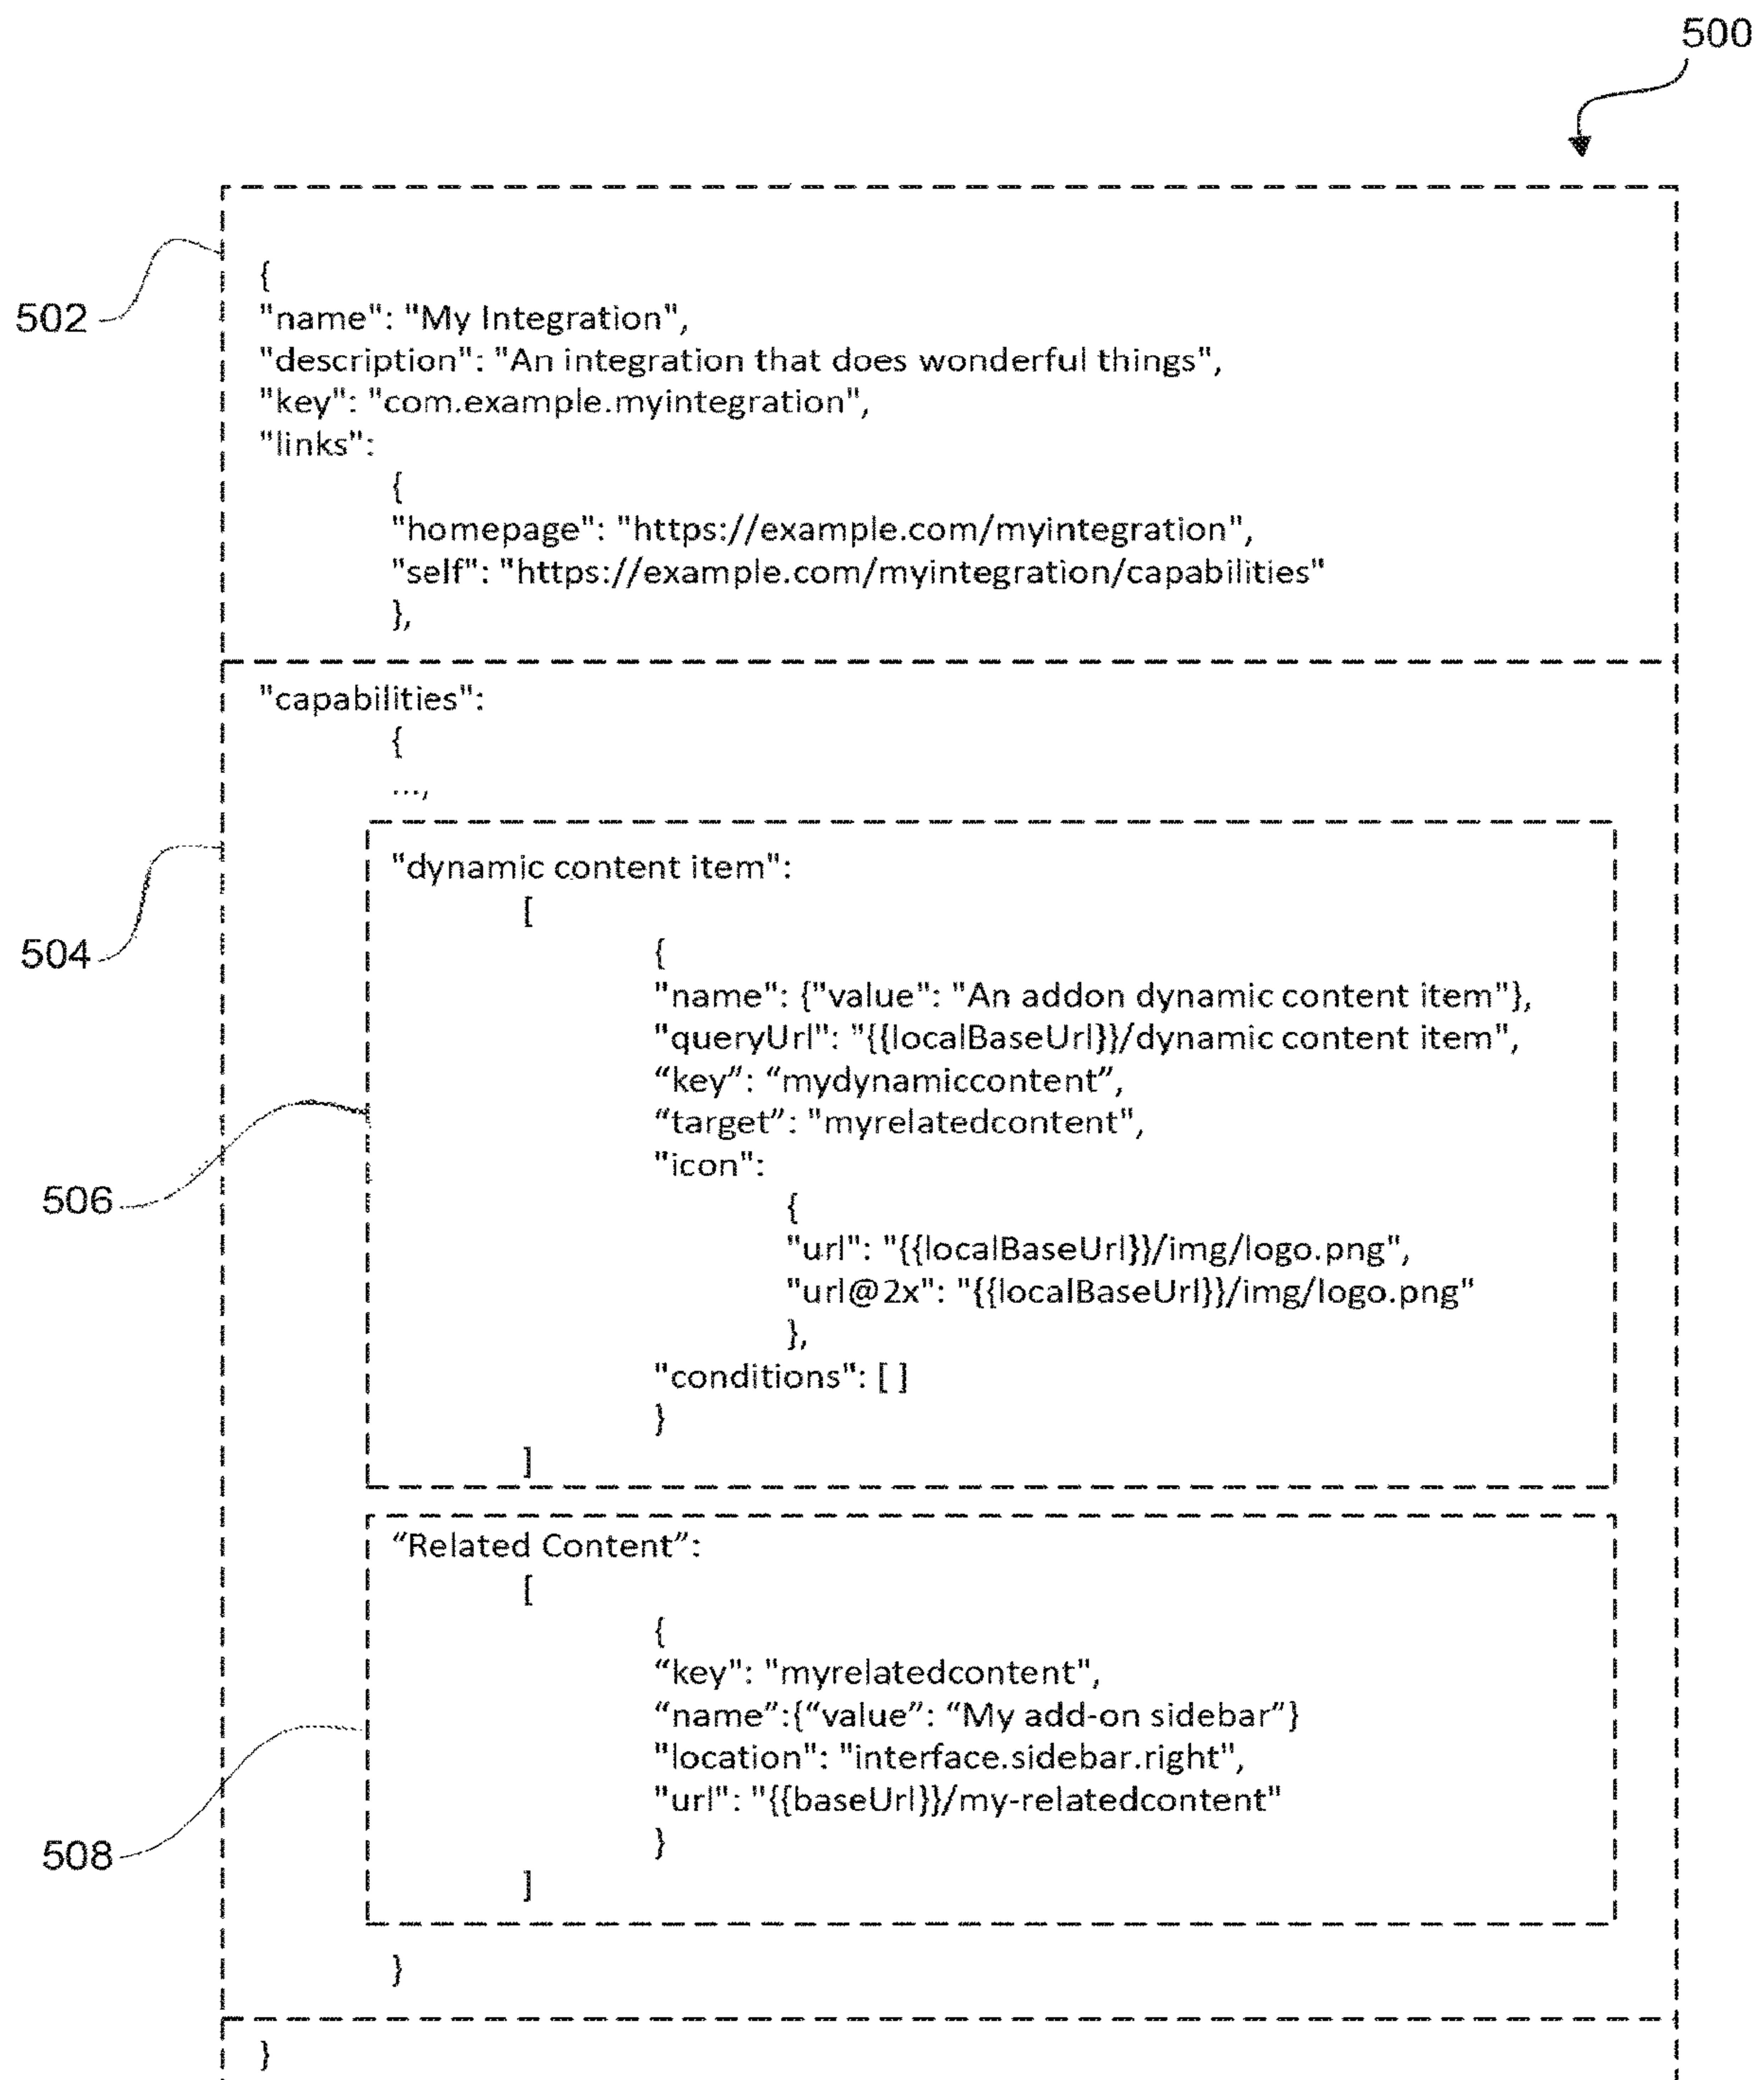 500
502
{
"name": "My Integration",
"description": "An integration that does wonderful things",
"key": "com.example.myintegration",
"links":
{
"homepage": "https://example.com/myintegration",
"self": "https://example.com/myintegration/capabilities"
},
"capabilities":
{
...,
504
"dynamic content item":
[
{
"name": {"value": "An addon dynamic content item"},
"queryUrl": "{{localBaseUrl}}/dynamic content item",
“key”: “mydynamiccontent”,
“target”: "myrelatedcontent",
506
"icon":
{
"url": "{{localBaseUrl}}/img/logo.png",
"url@2x": "{{localBaseUrl}}/img/logo.png"
},
"conditions": [ ]
}
]
“Related Content”:
[
{
“key": "myrelatedcontent",
“name”:{“value”: “My add-on sidebar”}
"location": "interface.sidebar.right",
"url": "{{baseUrl}}/my-relatedcontent"
508
}
]
}
}